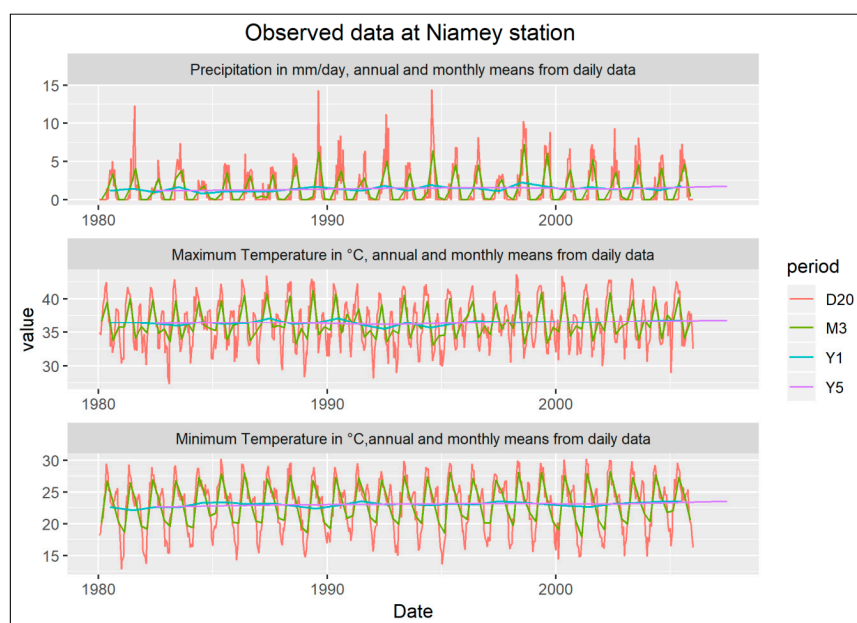 Observed data at Niamey station
Precipitation in mm/day, annual and monthly means from daily data
15
10
5
0
1980
1990
2000
Maximum Temperature in °C, annual and monthly means from daily data
40
35
30
1980
1990
2000
Minimum Temperature in °C,annual and monthly means from daily data
30
25
20
15
1980
1990
2000
value
Date
period
D20
M3
Y1
Y5